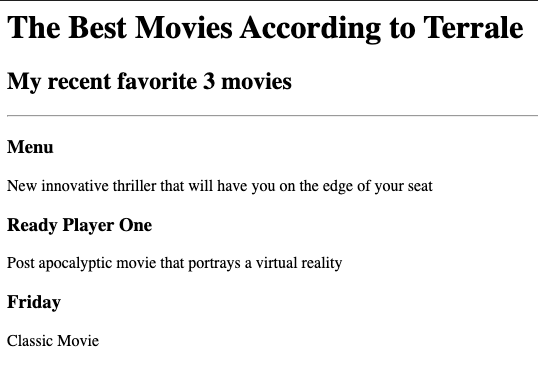 The Best Movies According to Terrale
My recent favorite 3 movies
Menu
New innovative thriller that will have you on the edge of your seat
Ready Player One
Post apocalyptic movie that portrays a virtual reality
Friday
Classic Movie